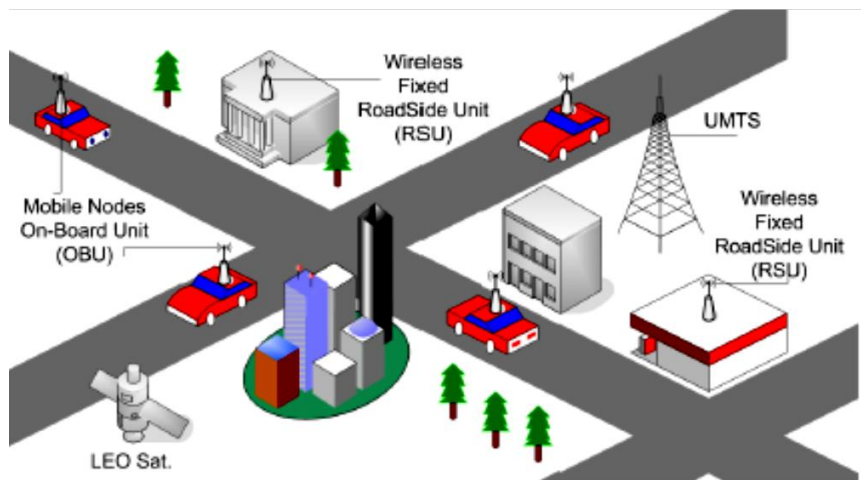 Wireless
Fixed
RoadSide Unit
(RSU)
UMTS
Wireless
Fixed
RoadSide Unit
(RSU)
Mobile Nodes
On-Board Unit
(OBU)
LEO Sat.